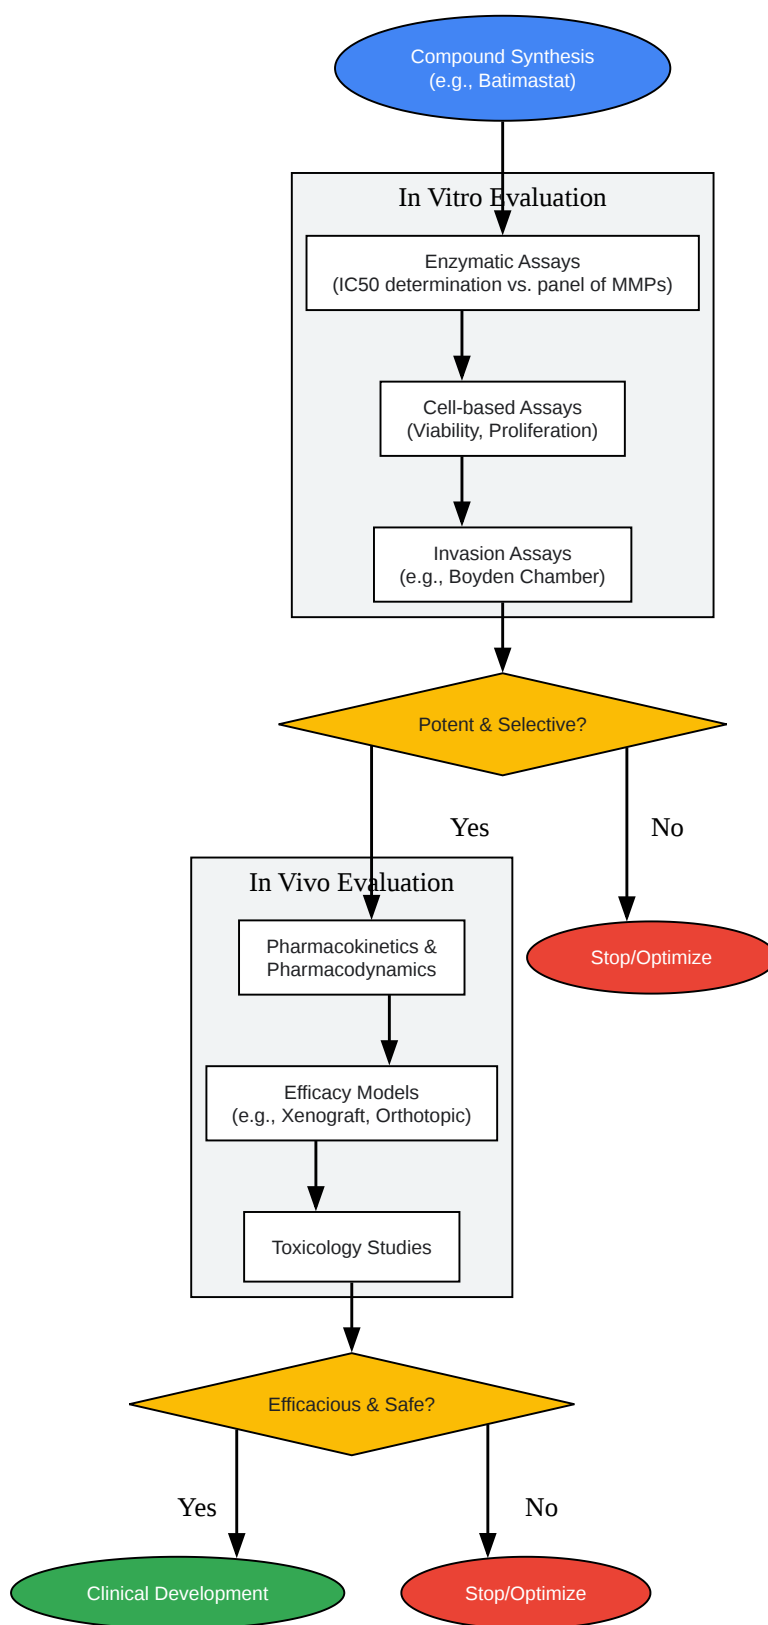 Compound Synthesis
(e.g., Batimastat)
In Vitro Evaluation
Enzymatic Assays
(IC50 determination vs. panel of MMPs)
Cell-based Assays
(Viability, Proliferation)
Invasion Assays
(e.g., Boyden Chamber)
Potent & Selective?
Yes
No
In Vivo Evaluation
Pharmacokinetics &
Pharmacodynamics
Stop/Optimize
Efficacy Models
(e.g., Xenograft, Orthotopic)
Toxicology Studies
Efficacious & Safe?
Yes
No
Clinical Development
Stop/Optimize